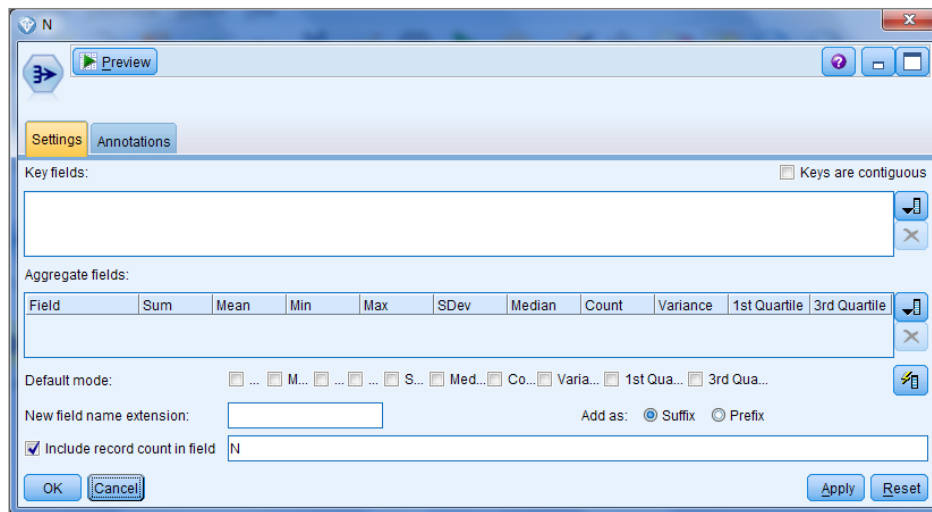 N
Preview
Settings Annotations
Key fields: Keys are contiguous
Aggregate fields:
Field Sum Mean Min Max SDev Median Count Variance 1st Quartile 3rd Quartile
Default mode: ... M... ... ... S... Med... Co... Varia... 1st Qua... 3rd Qua...
New field name extension: Add as: Suffix Prefix
Include record count in field N
OK Cancel Apply Reset